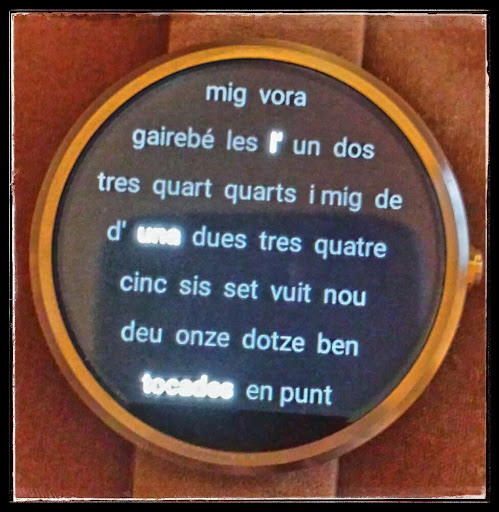 mig vora
gairebé les l' un dos
tres quart quarts i mig de
d' una dues tres quatre
cinc sis set vuit nou
deu onze dotze ben
tocades en punt